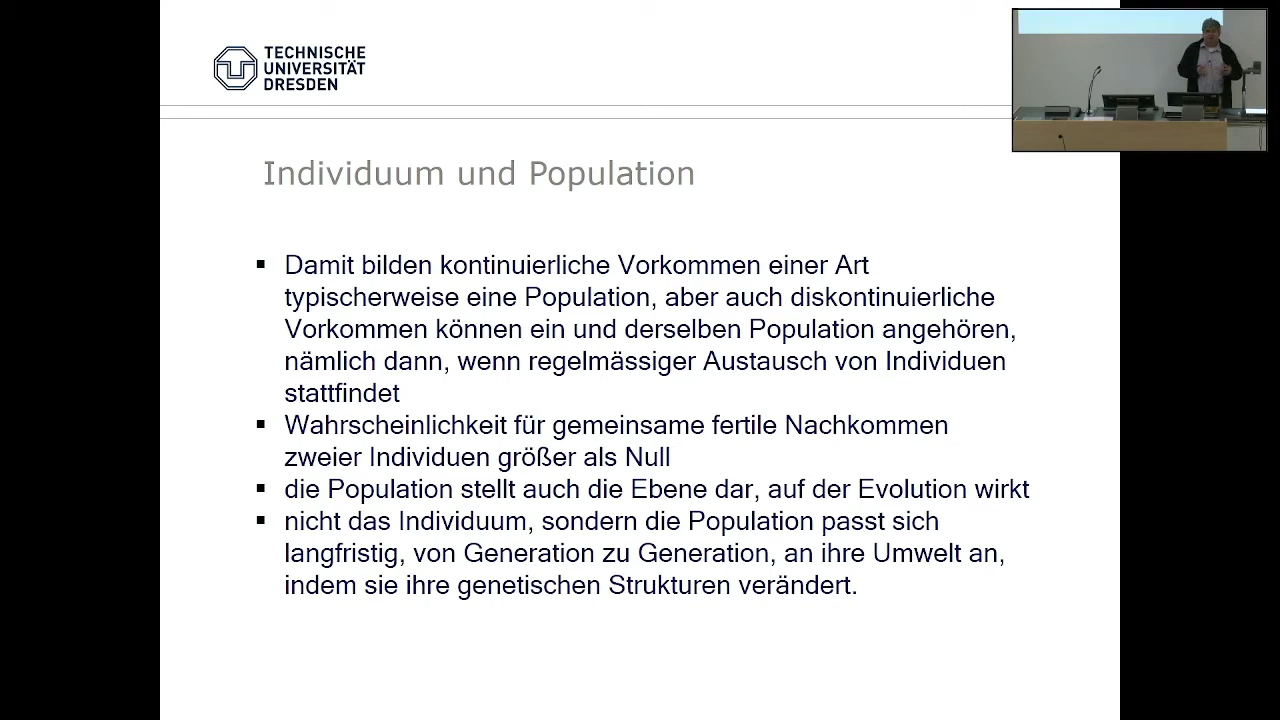 TECHNISCHE
UNIVERSITÄT
DRESDEN
Individuum und Population
Damit bilden kontinuierliche Vorkommen einer Art
typischerweise eine Population, aber auch diskontinuierliche
Vorkommen können ein und derselben Population angehören,
nämlich dann, wenn regelmässiger Austausch von Individuen
stattfindet
Wahrscheinlichkeit für gemeinsame fertile Nachkommen
zweier Individuen größer als Null
die Population stellt auch die Ebene dar, auf der Evolution wirkt
nicht das Individuum, sondern die Population passt sich
langfristig, von Generation zu Generation, an ihre Umwelt an,
indem sie ihre genetischen Strukturen verändert.